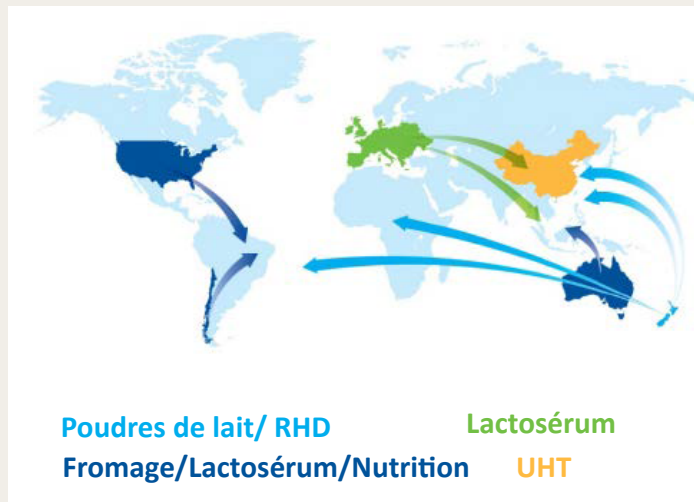 Poudres de lait/ RHD
Lactosérum
Fromage/Lactosérum/Nutrition
UHT